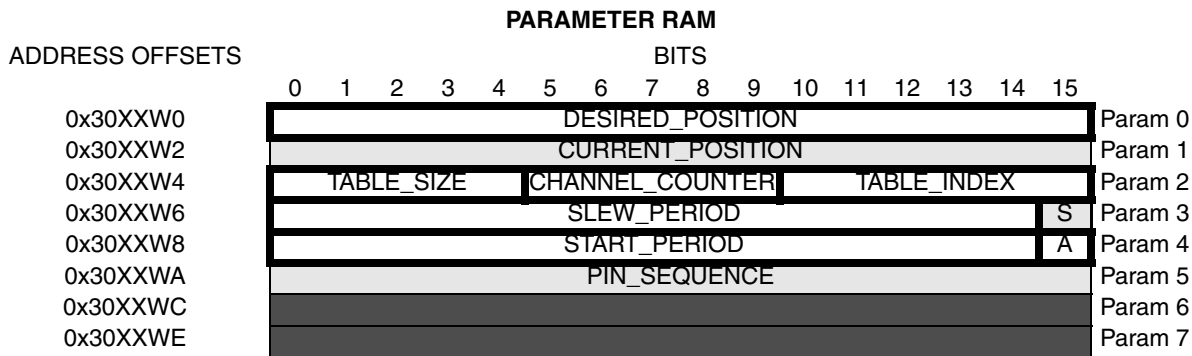 PARAMETER RAM
ADDRESS OFFSETS BITS
0 1 2 3 4 5 6 7 8 9 10 11 12 13 14 15
0x30XXW0 DESIRED_POSITION Param 0
0x30XXW2 CURRENT_POSITION Param 1
0x30XXW4 TABLE_SIZE CHANNEL_COUNTER TABLE_INDEX Param 2
0x30XXW6 SLEW_PERIOD S Param 3
0x30XXW8 START_PERIOD A Param 4
0x30XXWA PIN_SEQUENCE Param 5
0x30XXWC Param 6
0x30XXWE Param 7